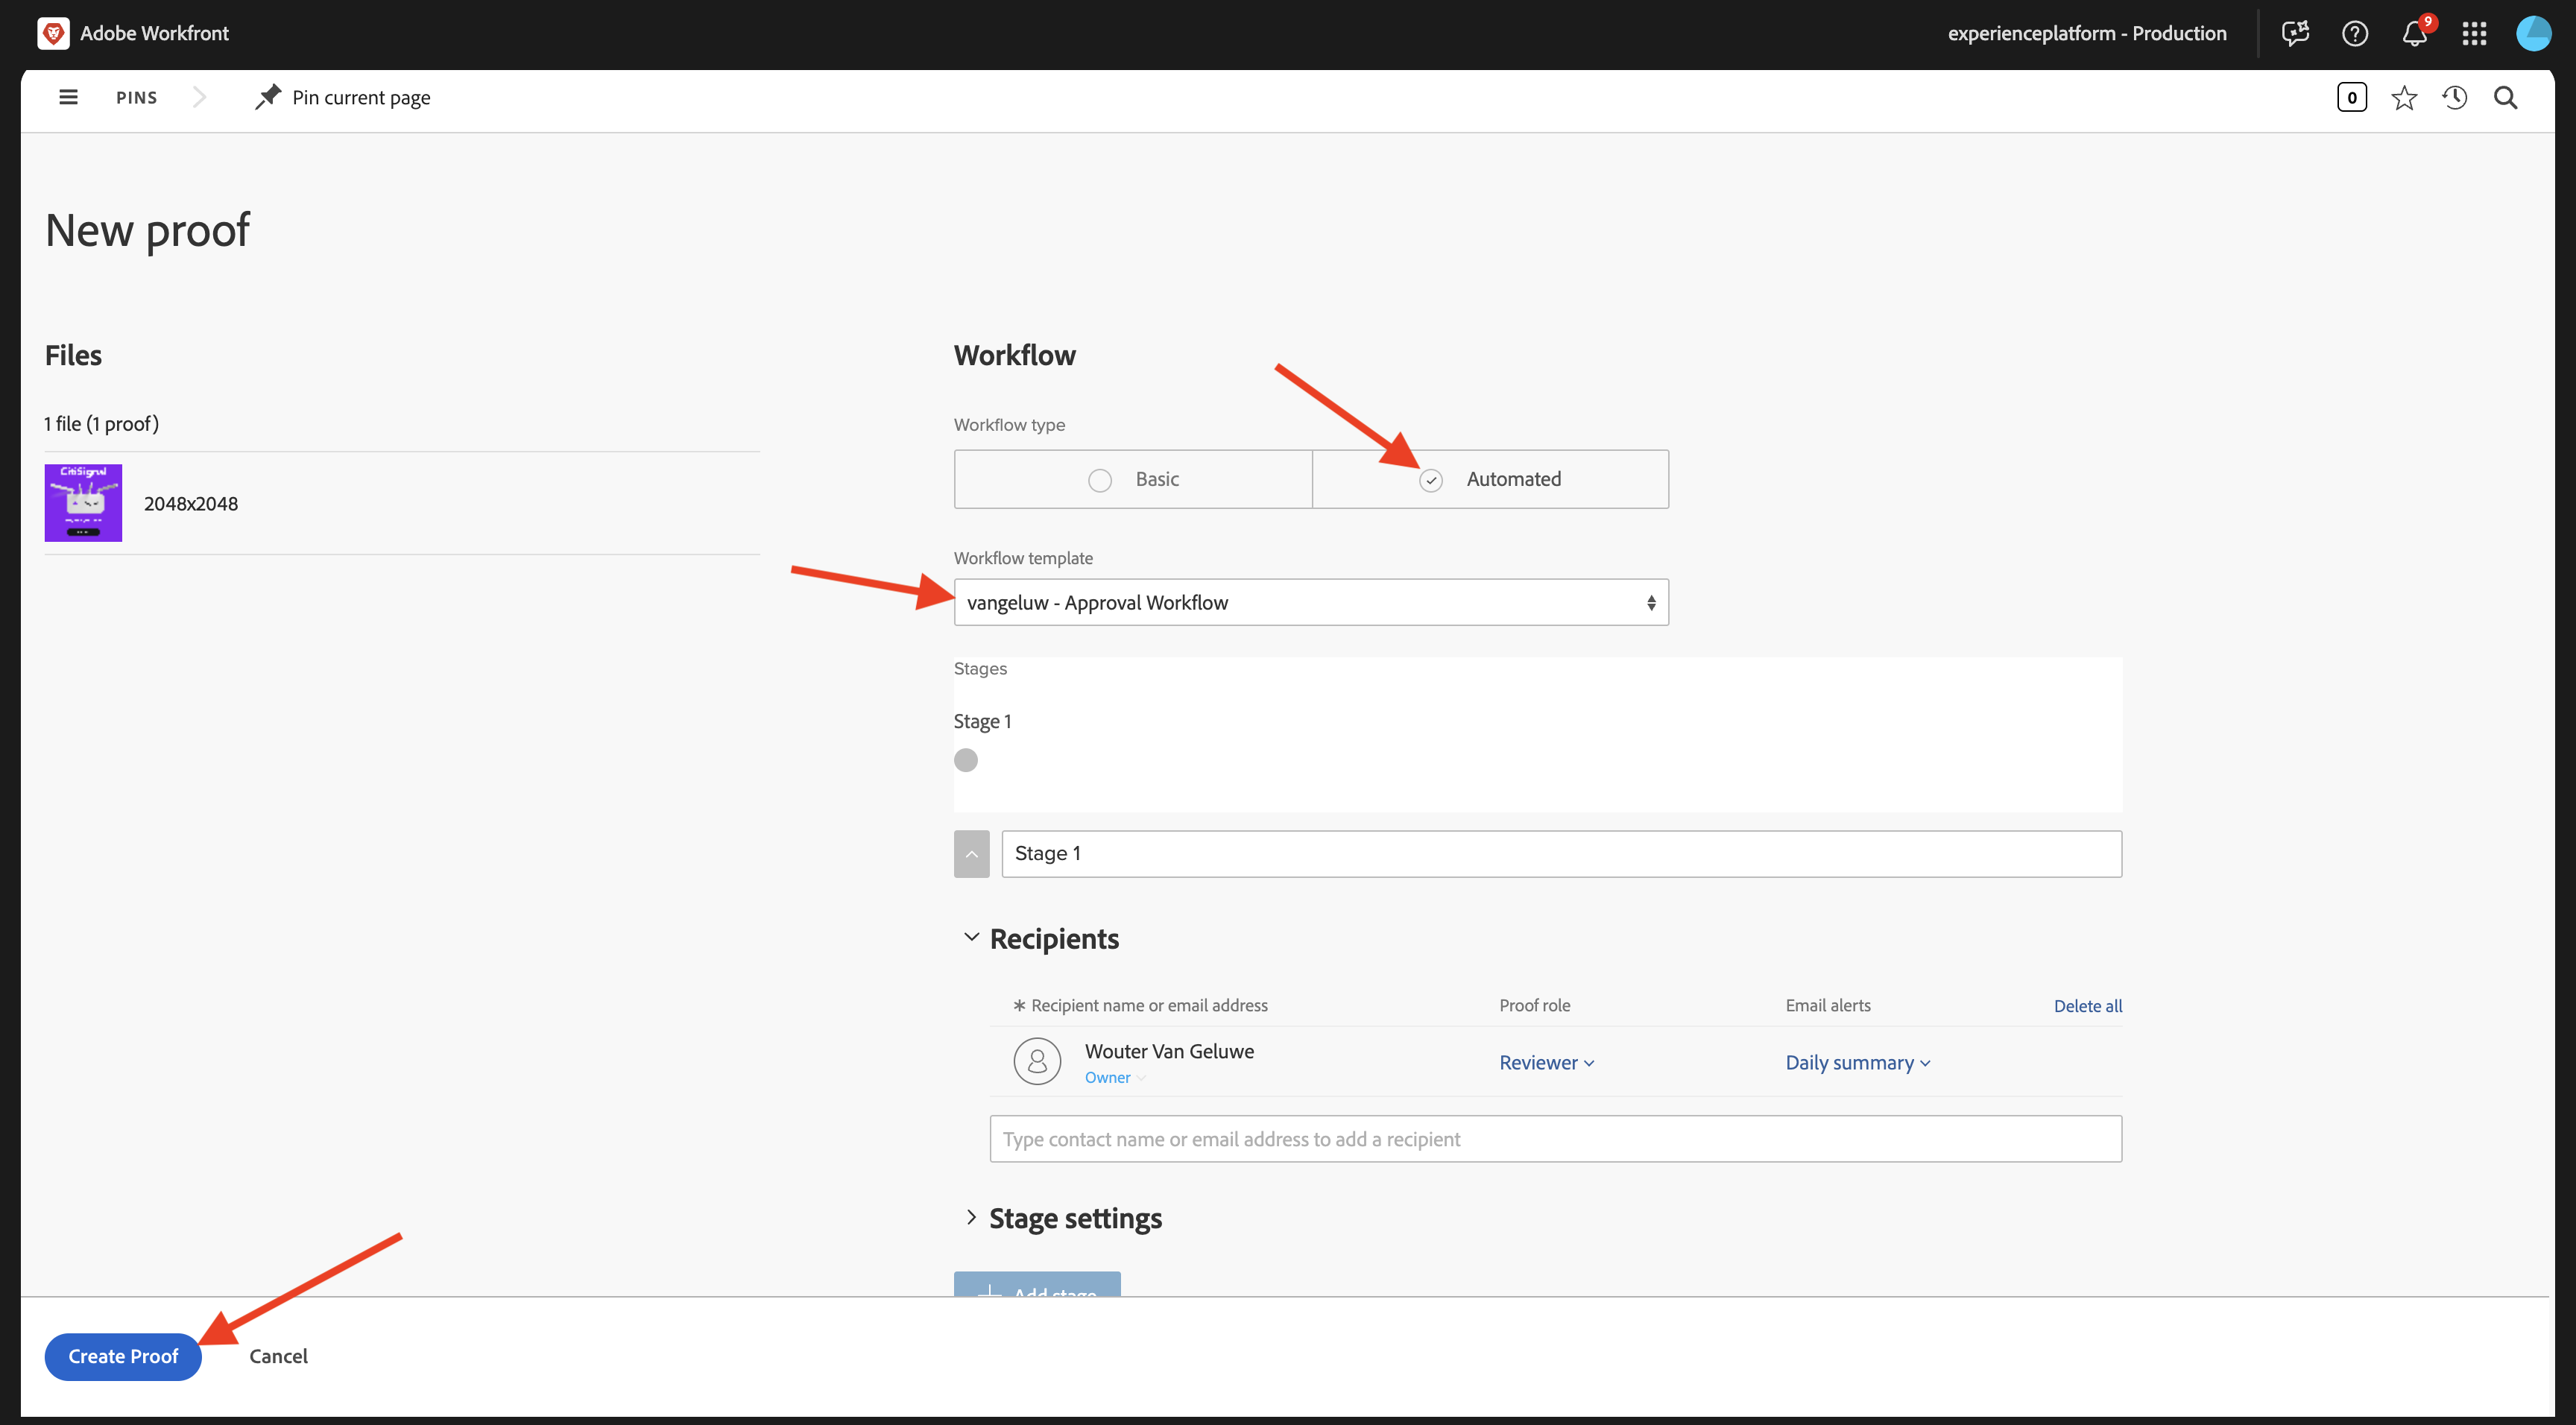 Adobe Workfront
experienceplatform - Production
9
PINS
Pin current page
0
New proof
Files
1 file (1 proof)
CitiSignal
2048x2048
Workflow
Workflow type
Basic
Automated
Workflow template
vangeluw - Approval Workflow
Stages
Stage 1
Stage 1
Recipients
* Recipient name or email address
Proof role
Email alerts
Delete all
Wouter Van Geluwe
Owner
Reviewer
Daily summary
Type contact name or email address to add a recipient
Stage settings
Add stage
Create Proof
Cancel